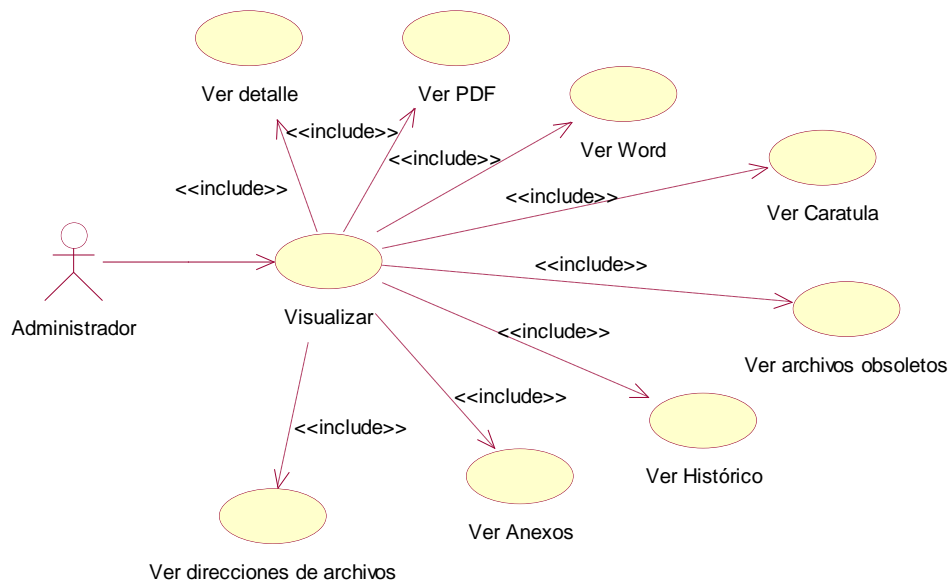 Ver detalle
Ver PDF
<<include>>
<<include>>
Ver Word
<<include>>
<<include>>
Ver Caratula
<<include>>
Administrador
Visualizar
<<include>>
Ver archivos obsoletos
<<include>>
<<include>>
Ver Histórico
Ver Anexos
Ver direcciones de archivos